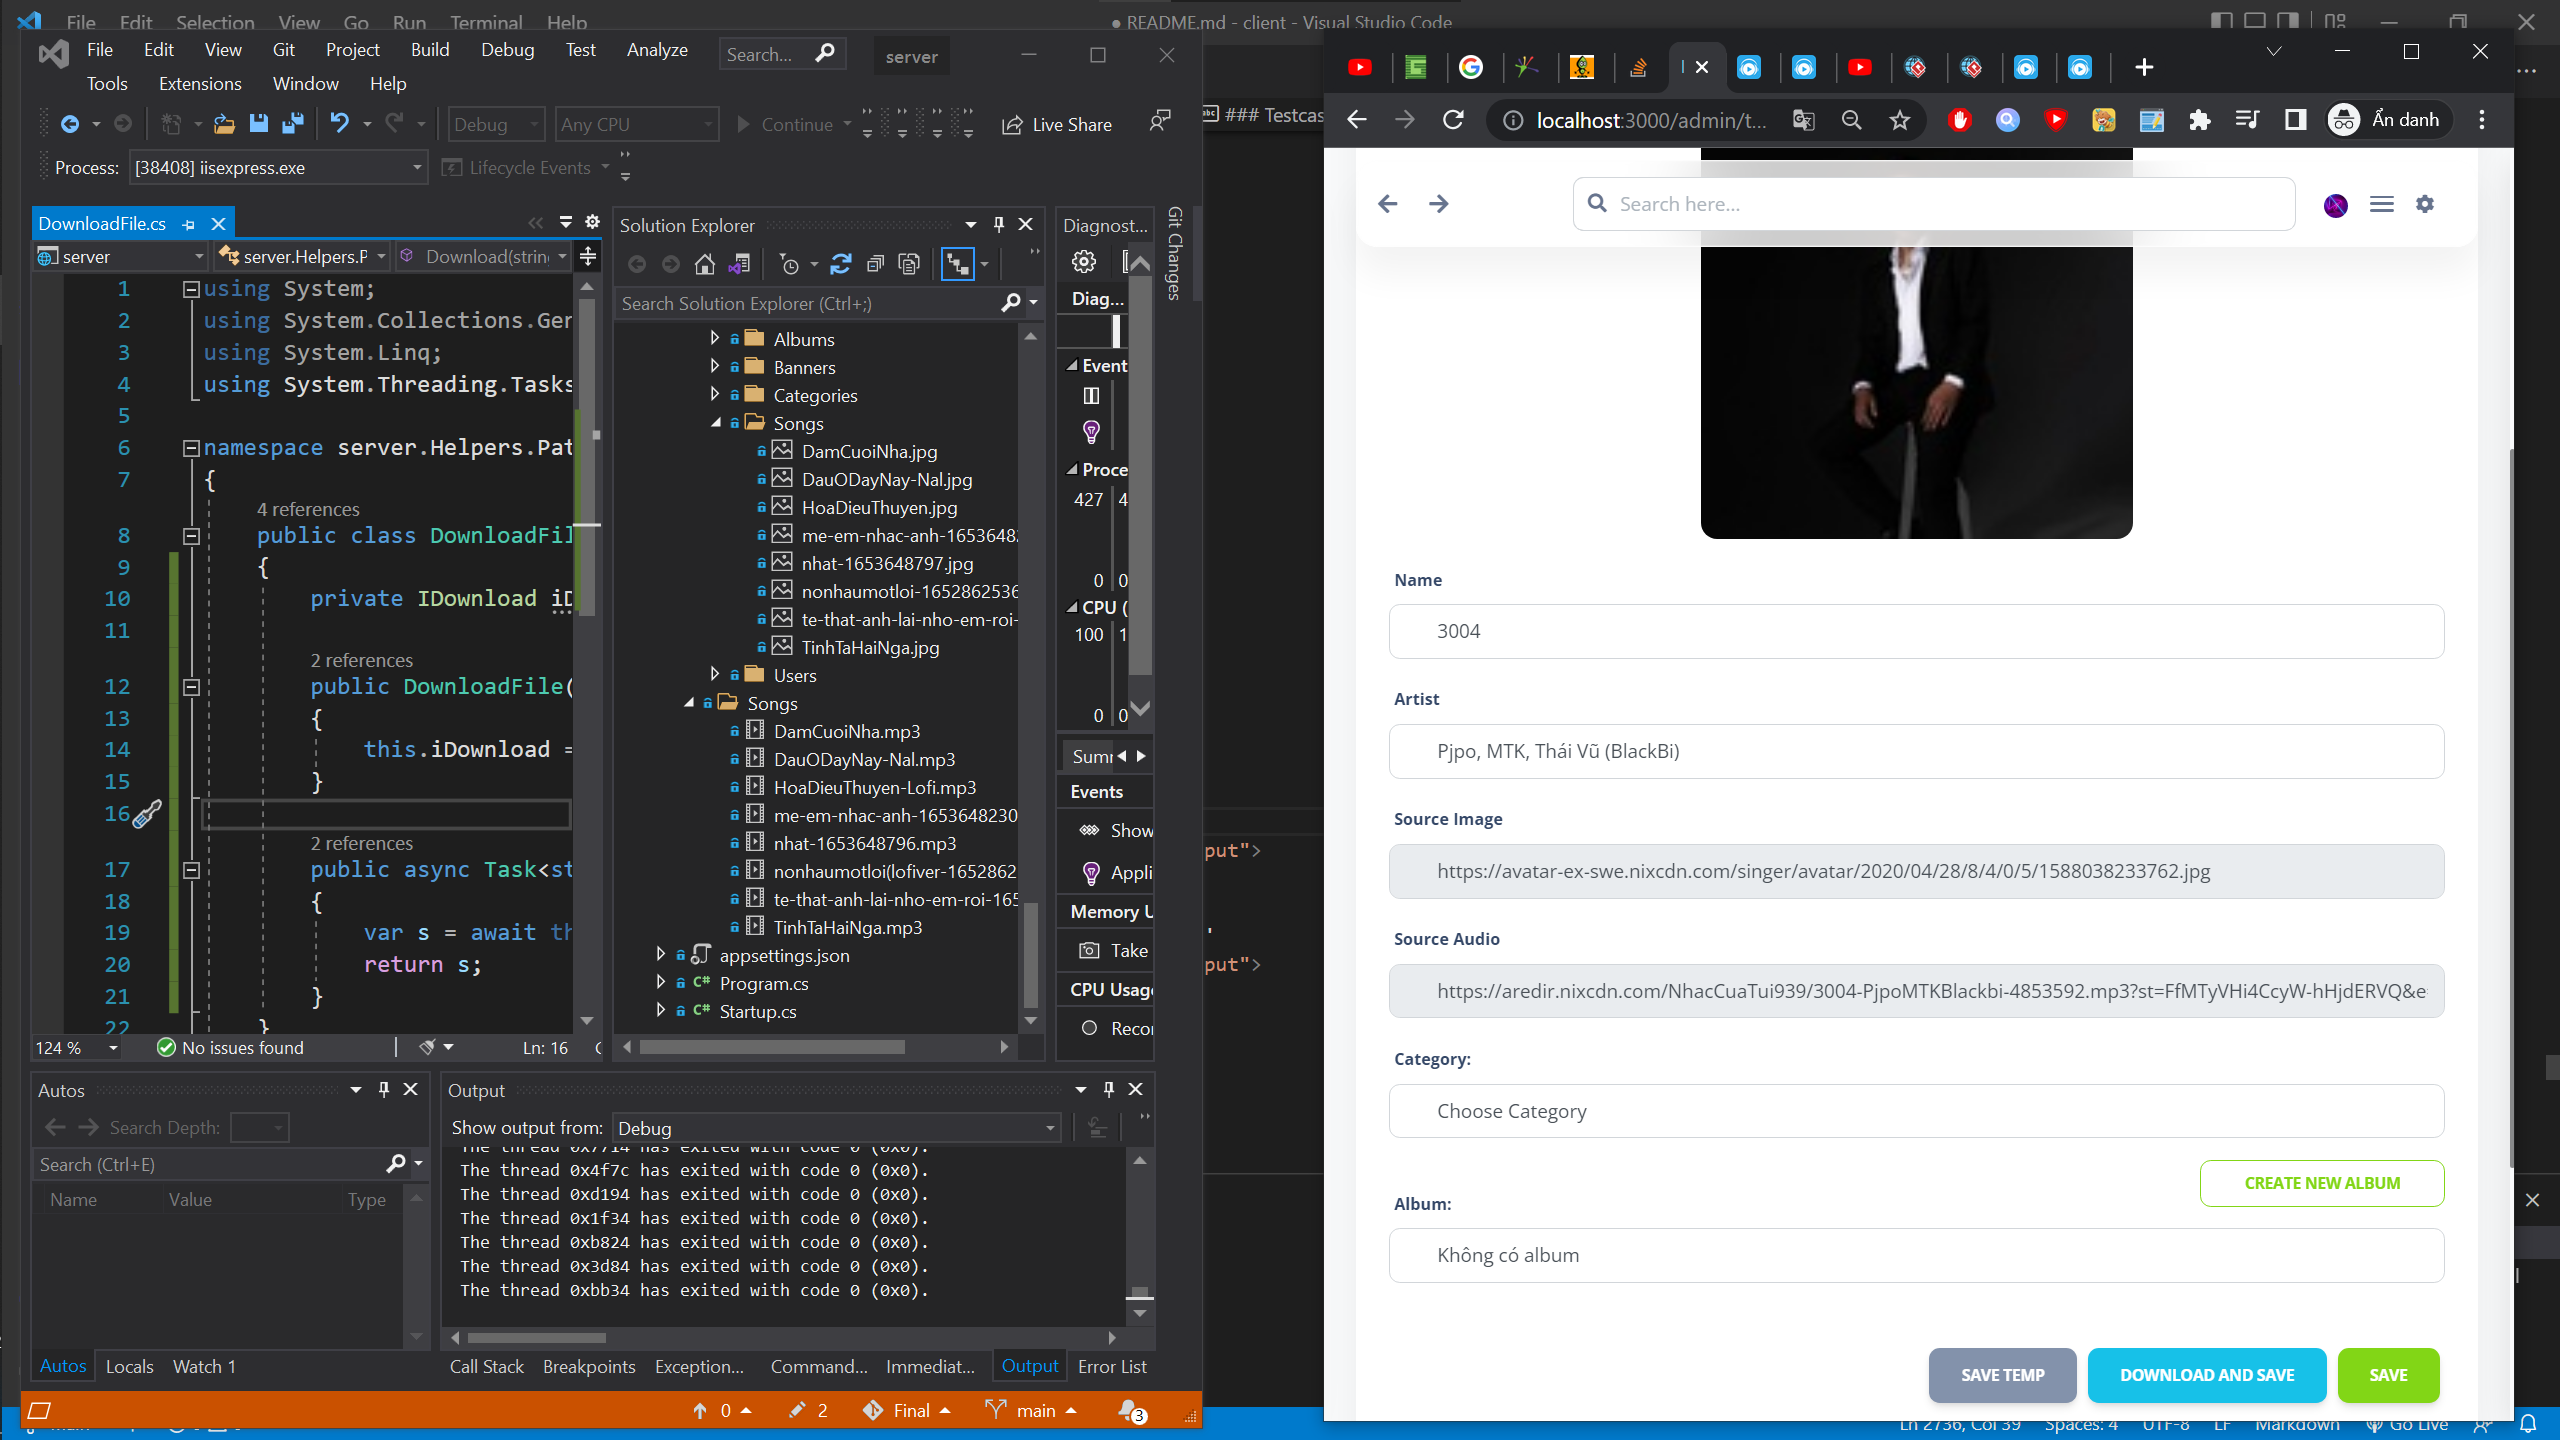 File Edit Selection View Go Run Terminal Help
● README.md - client - Visual Studio Code
File Edit View Git Project Build Debug Test Analyze
Search...
server
Tools Extensions Window Help
Debug
Any CPU
Continue
Live Share
Process: [38408] iisexpress.exe
Lifecycle Events
DownloadFile.cs
server
server.Helpers.P
Download(string
1 using System;
2 using System.Collections.Ger
3 using System.Linq;
4 using System.Threading.Tasks
5
6 namespace server.Helpers.Pat
7 {
4 references
8 public class DownloadFil
9 {
10 private IDownload iD
11
2 references
12 public DownloadFile(
13 {
14 this.iDownload =
15 }
16
2 references
17 public async Task<st
18 {
19 var s = await th
20 return s;
21 }
22 }
124 %
No issues found
Ln: 16
Solution Explorer
Search Solution Explorer (Ctrl+;)
Albums
Banners
Categories
Songs
DamCuoiNha.jpg
DauODayNay-Nal.jpg
HoaDieuThuyen.jpg
me-em-nhac-anh-16536482
nhat-1653648797.jpg
nonhaumotloi-1652862536
te-that-anh-lai-nho-em-roi-
TinhTaHaiNga.jpg
Users
Songs
DamCuoiNha.mp3
DauODayNay-Nal.mp3
HoaDieuThuyen-Lofi.mp3
me-em-nhac-anh-1653648230
nhat-1653648796.mp3
nonhaumotloi(lofiver-1652862
te-that-anh-lai-nho-em-roi-165
TinhTaHaiNga.mp3
appsettings.json
C# Program.cs
C# Startup.cs
Diagnost...
Diag...
Event
Proce
427 4
0 0
CPU (
100 1
0 0
Sumr
Events
Show
Appli
Memory U
Take
CPU Usage
Recor
Git Changes
Autos
Search Depth:
Search (Ctrl+E)
Name Value Type
Autos Locals Watch 1
Output
Show output from: Debug
The thread 0x7714 has exited with code 0 (0x0).
The thread 0x4f7c has exited with code 0 (0x0).
The thread 0xd194 has exited with code 0 (0x0).
The thread 0x1f34 has exited with code 0 (0x0).
The thread 0xb824 has exited with code 0 (0x0).
The thread 0x3d84 has exited with code 0 (0x0).
The thread 0xbb34 has exited with code 0 (0x0).
Call Stack Breakpoints Exception... Command... Immediat... Output Error List
0 2 Final main 3
### Testcas
put">
'
put">
localhost:3000/admin/t...
Ẩn danh
Search here...
Name
3004
Artist
Pjpo, MTK, Thái Vũ (BlackBi)
Source Image
https://avatar-ex-swe.nixcdn.com/singer/avatar/2020/04/28/8/4/0/5/1588038233762.jpg
Source Audio
https://aredir.nixcdn.com/NhacCuaTui939/3004-PjpoMTKBlackbi-4853592.mp3?st=FfMTyVHi4CcyW-hHjdERVQ&e
Category:
Choose Category
CREATE NEW ALBUM
Album:
Không có album
SAVE TEMP
DOWNLOAD AND SAVE
SAVE
Ln 2736, Col 39 Spaces: 4 UTF-8 LF Markdown Go Live